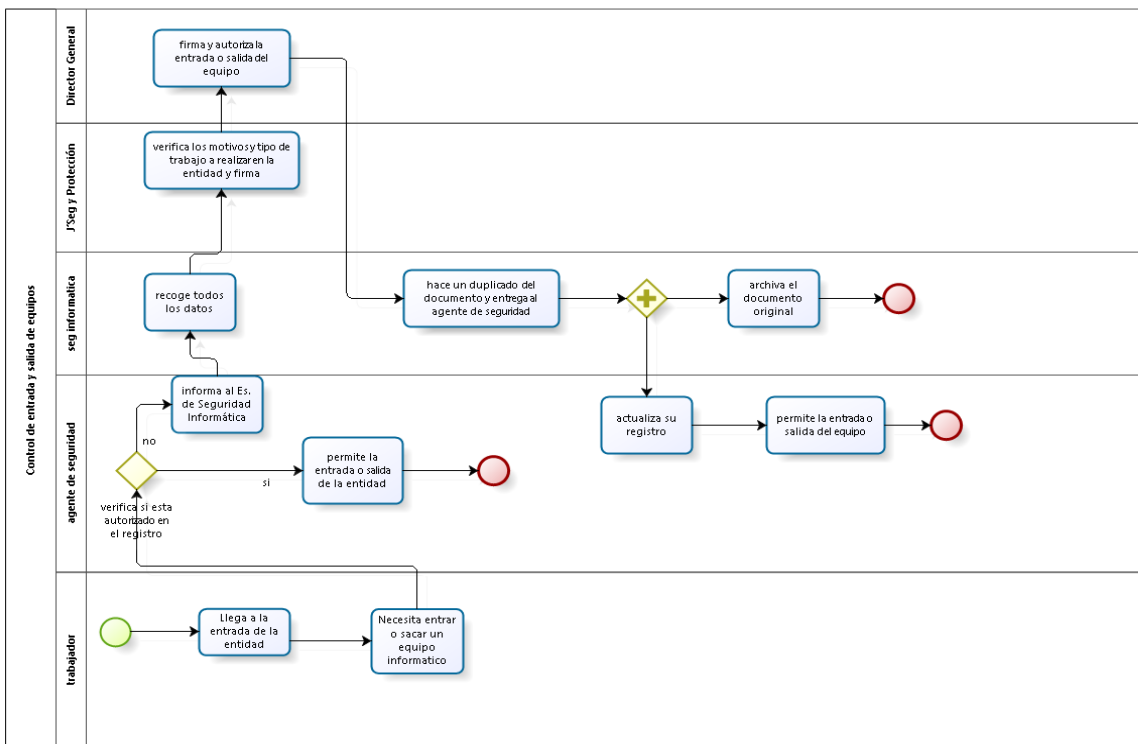 Control de entrada y salida de equipos
Director General
firma y autoriza la
entrada o salida del
equipo
J'Seg y Protección
verifica los motivos y tipo de
trabajo a realizar en la
entidad y firma
seg informatica
recoge todos
los datos
hace un duplicado del
documento y entrega al
agente de seguridad
archiva el
documento
original
agente de seguridad
informa al Es.
de Seguridad
Informática
no
si
verifica si esta
autorizado en
el registro
permite la
entrada o salida
de la entidad
actualiza su
registro
permite la entrada o
salida del equipo
trabajador
Llega a la
entrada de la
entidad
Necesita entrar
o sacar un
equipo
informatico